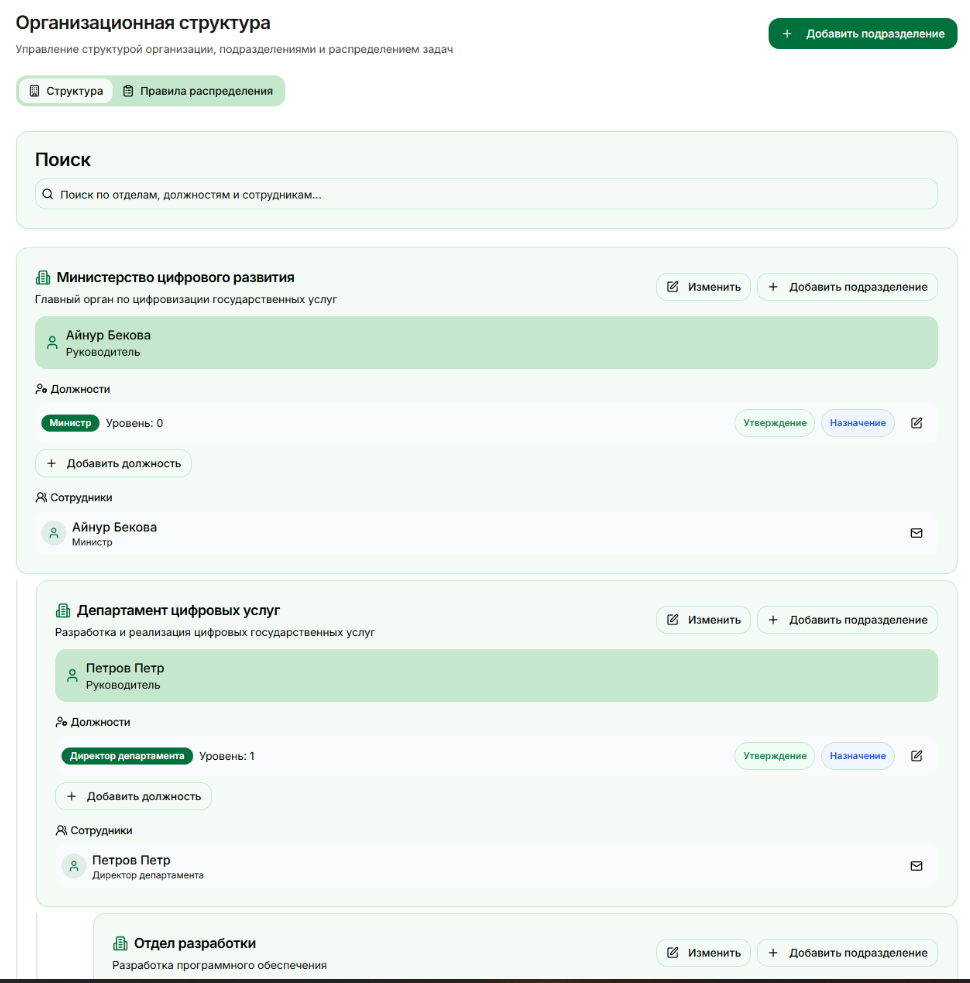 Организационная структура
Управление структурой организации, подразделениями и распределением задач
Добавить подразделение
Структура
Правила распределения
Поиск
Поиск по отделам, должностям и сотрудникам...
Министерство цифрового развития
Главный орган по цифровизации государственных услуг
Изменить
Добавить подразделение
Айнур Бекова
Руководитель
Должности
Министр Уровень: 0
Утверждение
Назначение
Добавить должность
Сотрудники
Айнур Бекова
Министр
Департамент цифровых услуг
Разработка и реализация цифровых государственных услуг
Изменить
Добавить подразделение
Петров Петр
Руководитель
Должности
Директор департамента Уровень: 1
Утверждение
Назначение
Добавить должность
Сотрудники
Петров Петр
Директор департамента
Отдел разработки
Разработка программного обеспечения
Изменить
Добавить подразделение